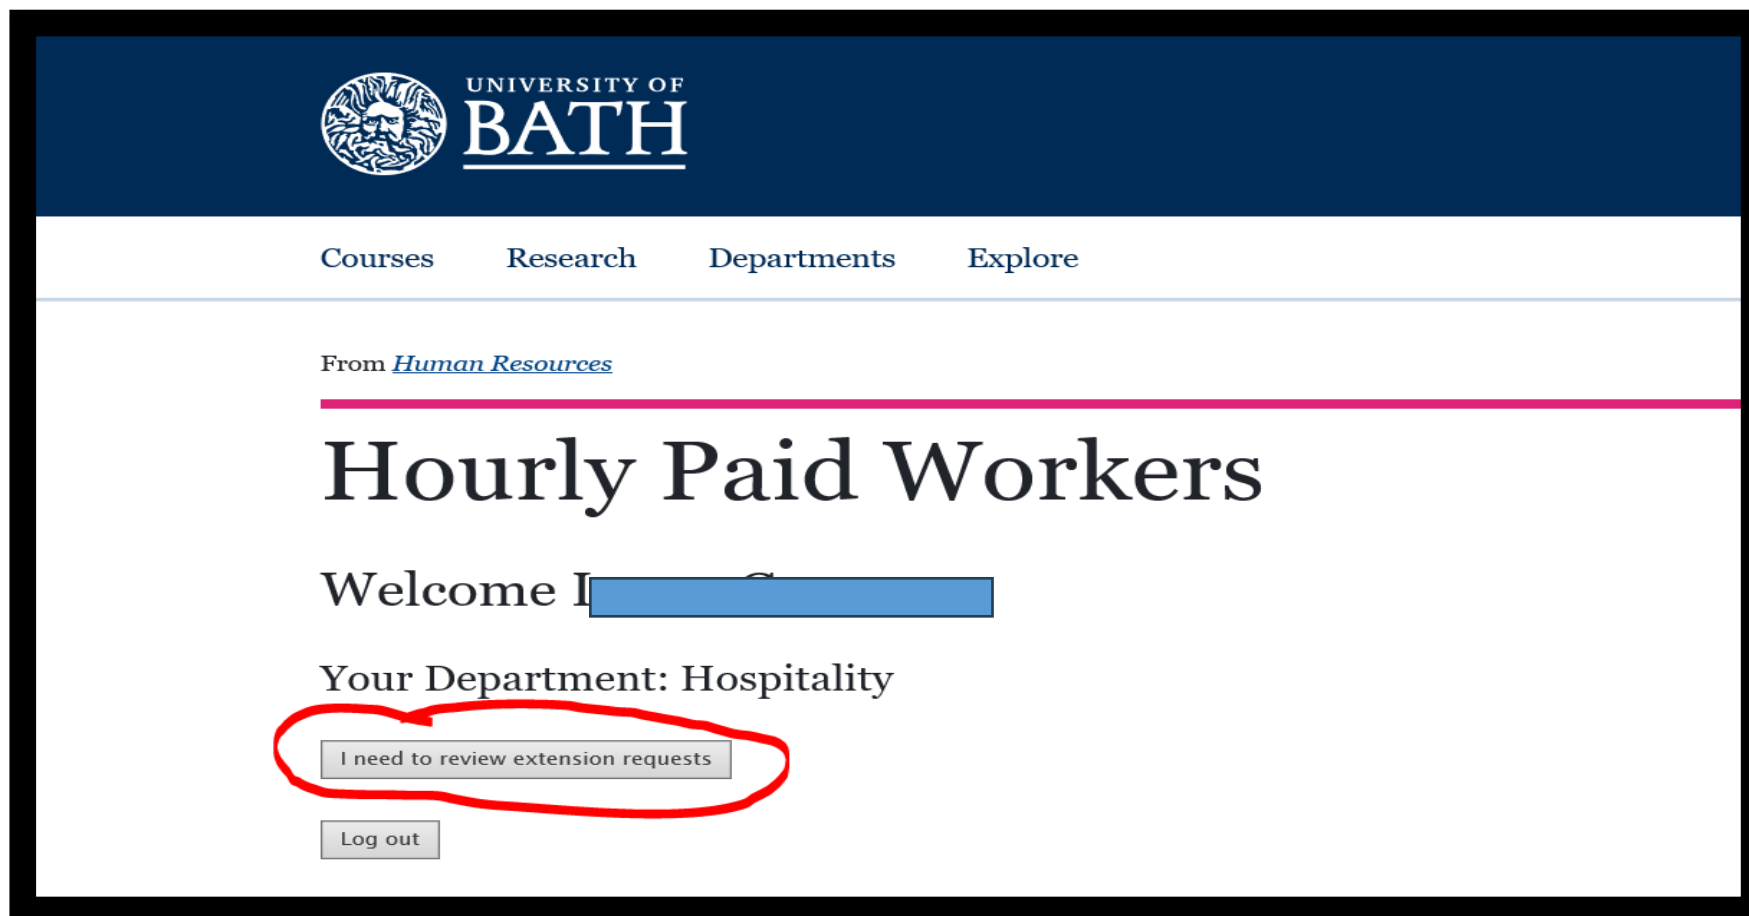 UNIVERSITY OF
BATH
Courses Research Departments Explore
From Human Resources
Hourly Paid Workers
Welcome
Your Department: Hospitality
I need to review extension requests
Log out